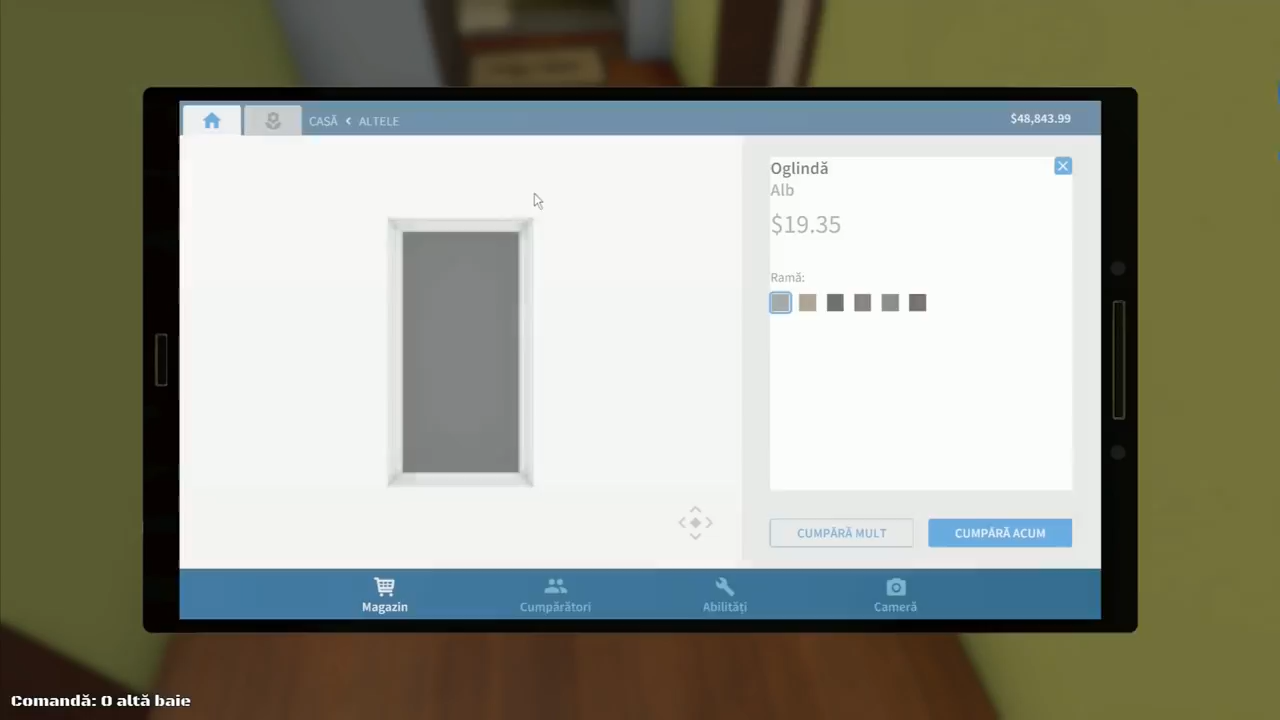 CASĂ < ALTELE
$48,843.99
Oglindă
Alb
$19.35
Ramă:
CUMPĂRĂ MULT
CUMPĂRĂ ACUM
Magazin
Cumpărători
Abilități
Cameră
Comandă: O altă baie